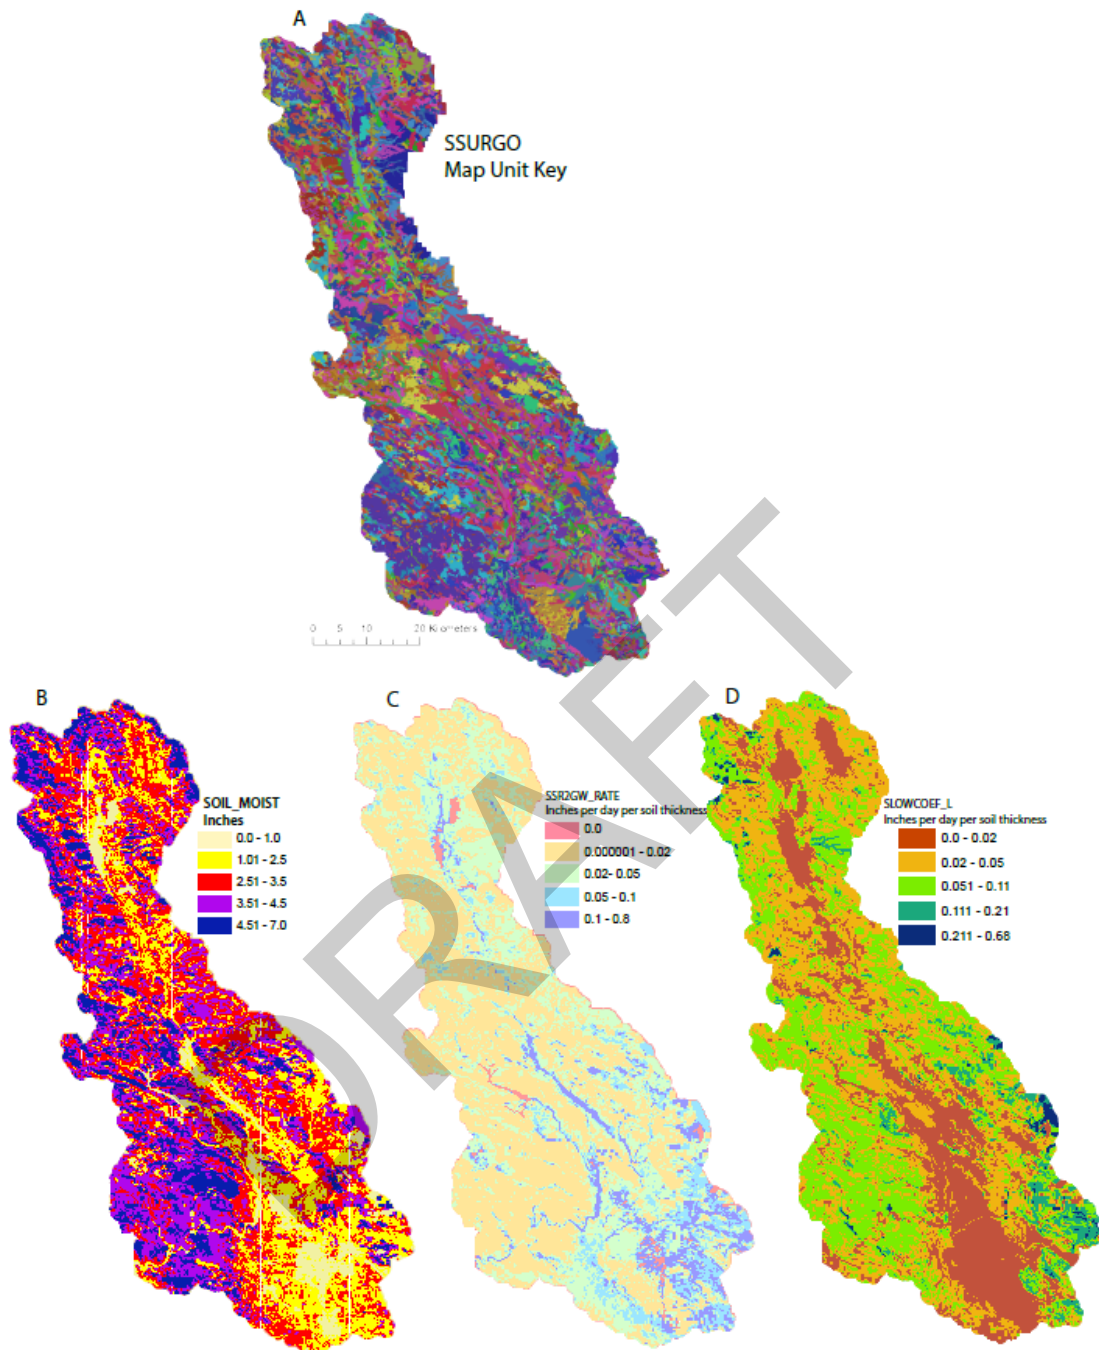 A
SSURGO
Map Unit Key
0 5 10 20 Kilometers
B
SOIL_MOIST
Inches
0.0 - 1.0
1.01 - 2.5
2.51 - 3.5
3.51 - 4.5
4.51 - 7.0
C
SSR2GW_RATE
Inches per day per soil thickness
0.0
0.000001 - 0.02
0.02- 0.05
0.05 - 0.1
0.1 - 0.8
D
SLOWCOEF_L
Inches per day per soil thickness
0.0 - 0.02
0.02 - 0.05
0.051 - 0.11
0.111 - 0.21
0.211 - 0.68
DRAFT